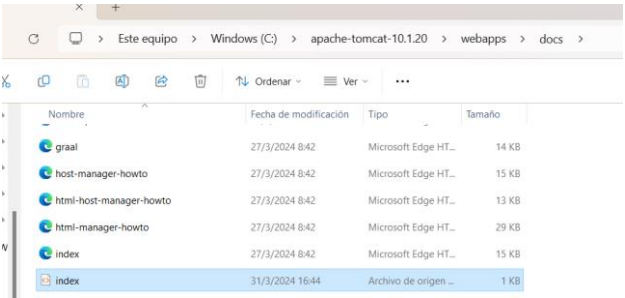 Este equipo > Windows (C:) > apache-tomcat-10.1.20 > webapps > docs >
Ordenar Ver ...
Nombre Fecha de modificación Tipo Tamaño
graal 27/3/2024 8:42 Microsoft Edge HT... 14 KB
host-manager-howto 27/3/2024 8:42 Microsoft Edge HT... 15 KB
html-host-manager-howto 27/3/2024 8:42 Microsoft Edge HT... 13 KB
html-manager-howto 27/3/2024 8:42 Microsoft Edge HT... 29 KB
index 27/3/2024 8:42 Microsoft Edge HT... 15 KB
index 31/3/2024 16:44 Archivo de origen ... 1 KB